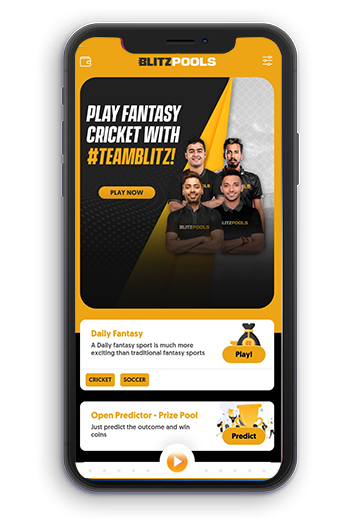 BLITZPOOLS
PLAY FANTASY
CRICKET WITH
#TEAMBLITZ!
PLAY NOW
BLITZPOOLS
BLITZPOOLS
Daily Fantasy
A Daily fantasy sport is much more
exciting than traditional fantasy sports
Play!
CRICKET
SOCCER
Open Predictor - Prize Pool
Just predict the outcome and win
coins
Predict